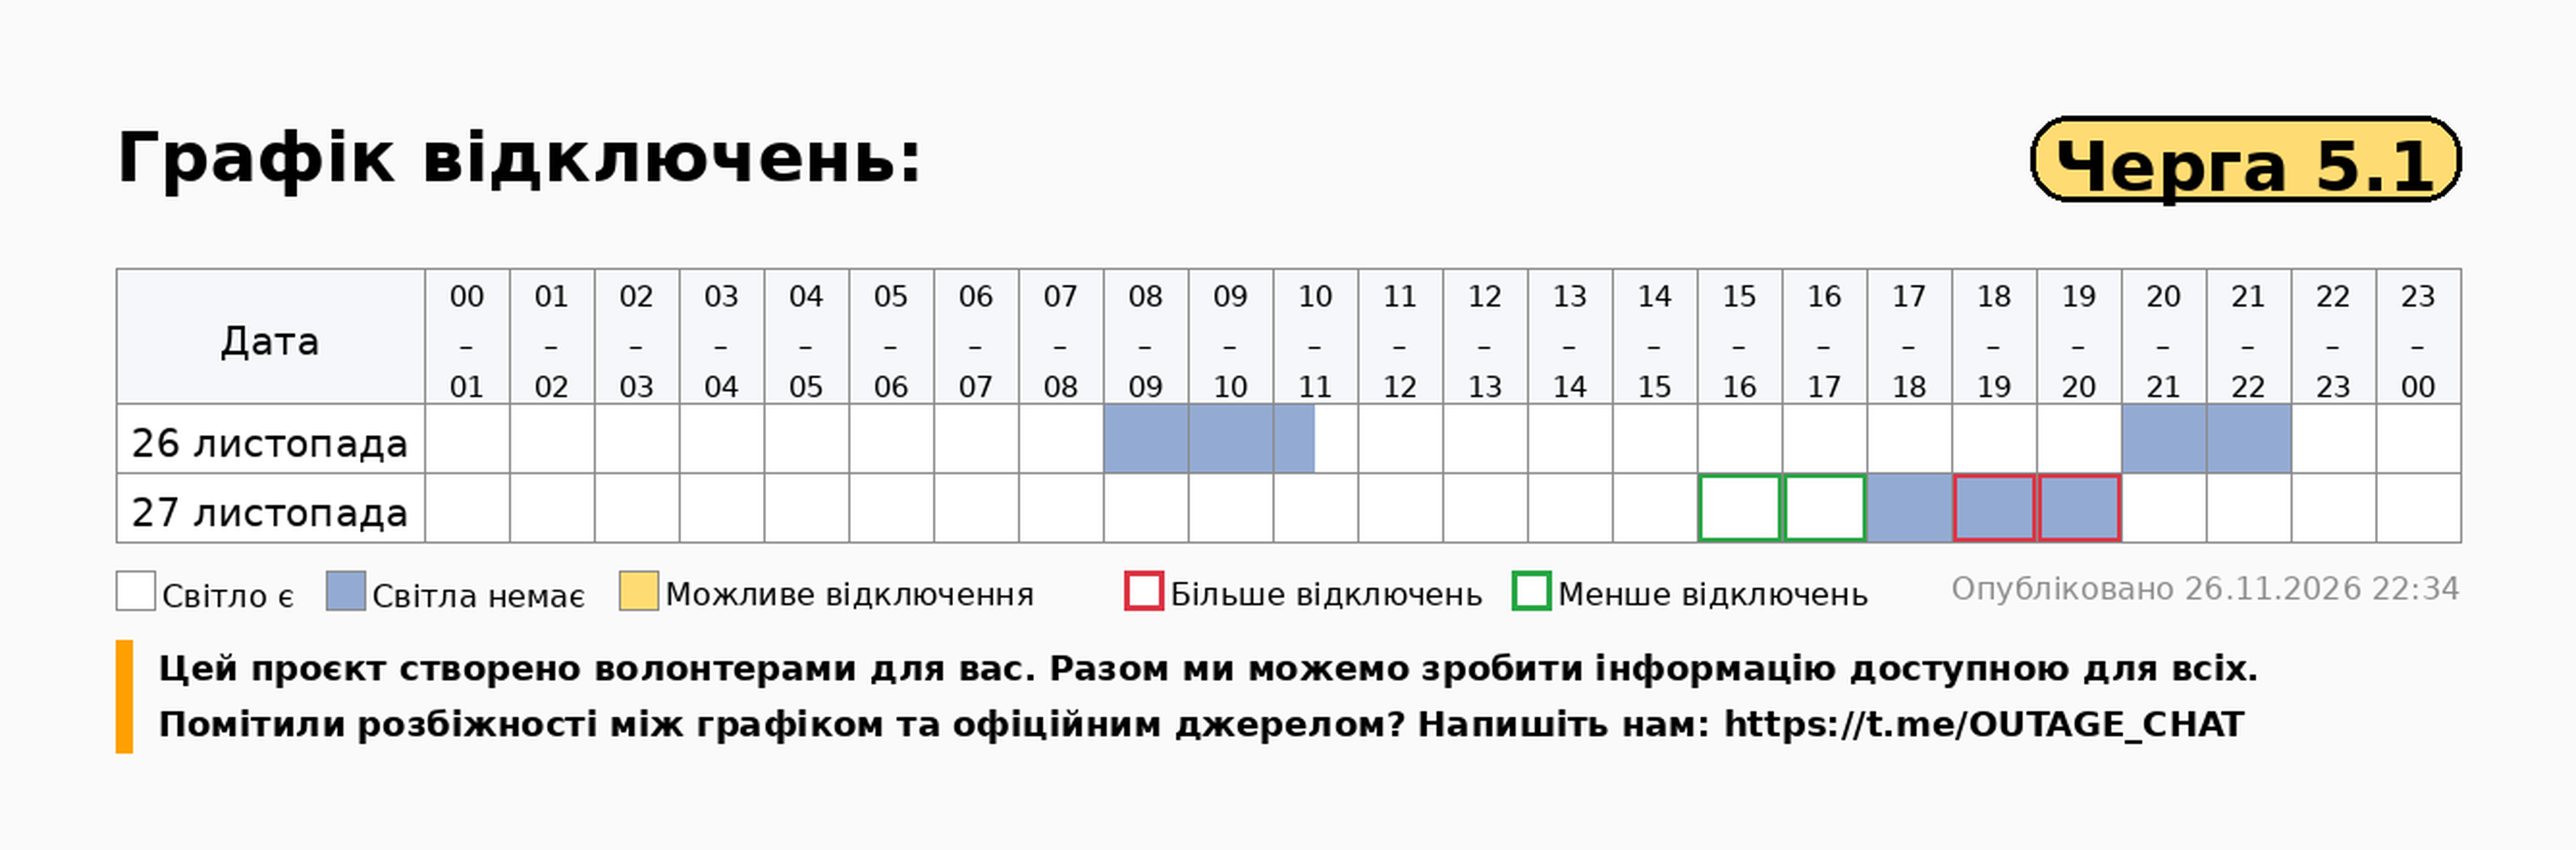 Графік відключень:
Черга 5.1
Дата 00 – 01 01 – 02 02 – 03 03 – 04 04 – 05 05 – 06 06 – 07 07 – 08 08 – 09 09 – 10 10 – 11 11 – 12 12 – 13 13 – 14 14 – 15 15 – 16 16 – 17 17 – 18 18 – 19 19 – 20 20 – 21 21 – 22 22 – 23 23 – 00
26 листопада
27 листопада
Світло є Світла немає Можливе відключення Більше відключень Менше відключень Опубліковано 26.11.2026 22:34
Цей проєкт створено волонтерами для вас. Разом ми можемо зробити інформацію доступною для всіх.
Помітили розбіжності між графіком та офіційним джерелом? Напишіть нам: https://t.me/OUTAGE_CHAT